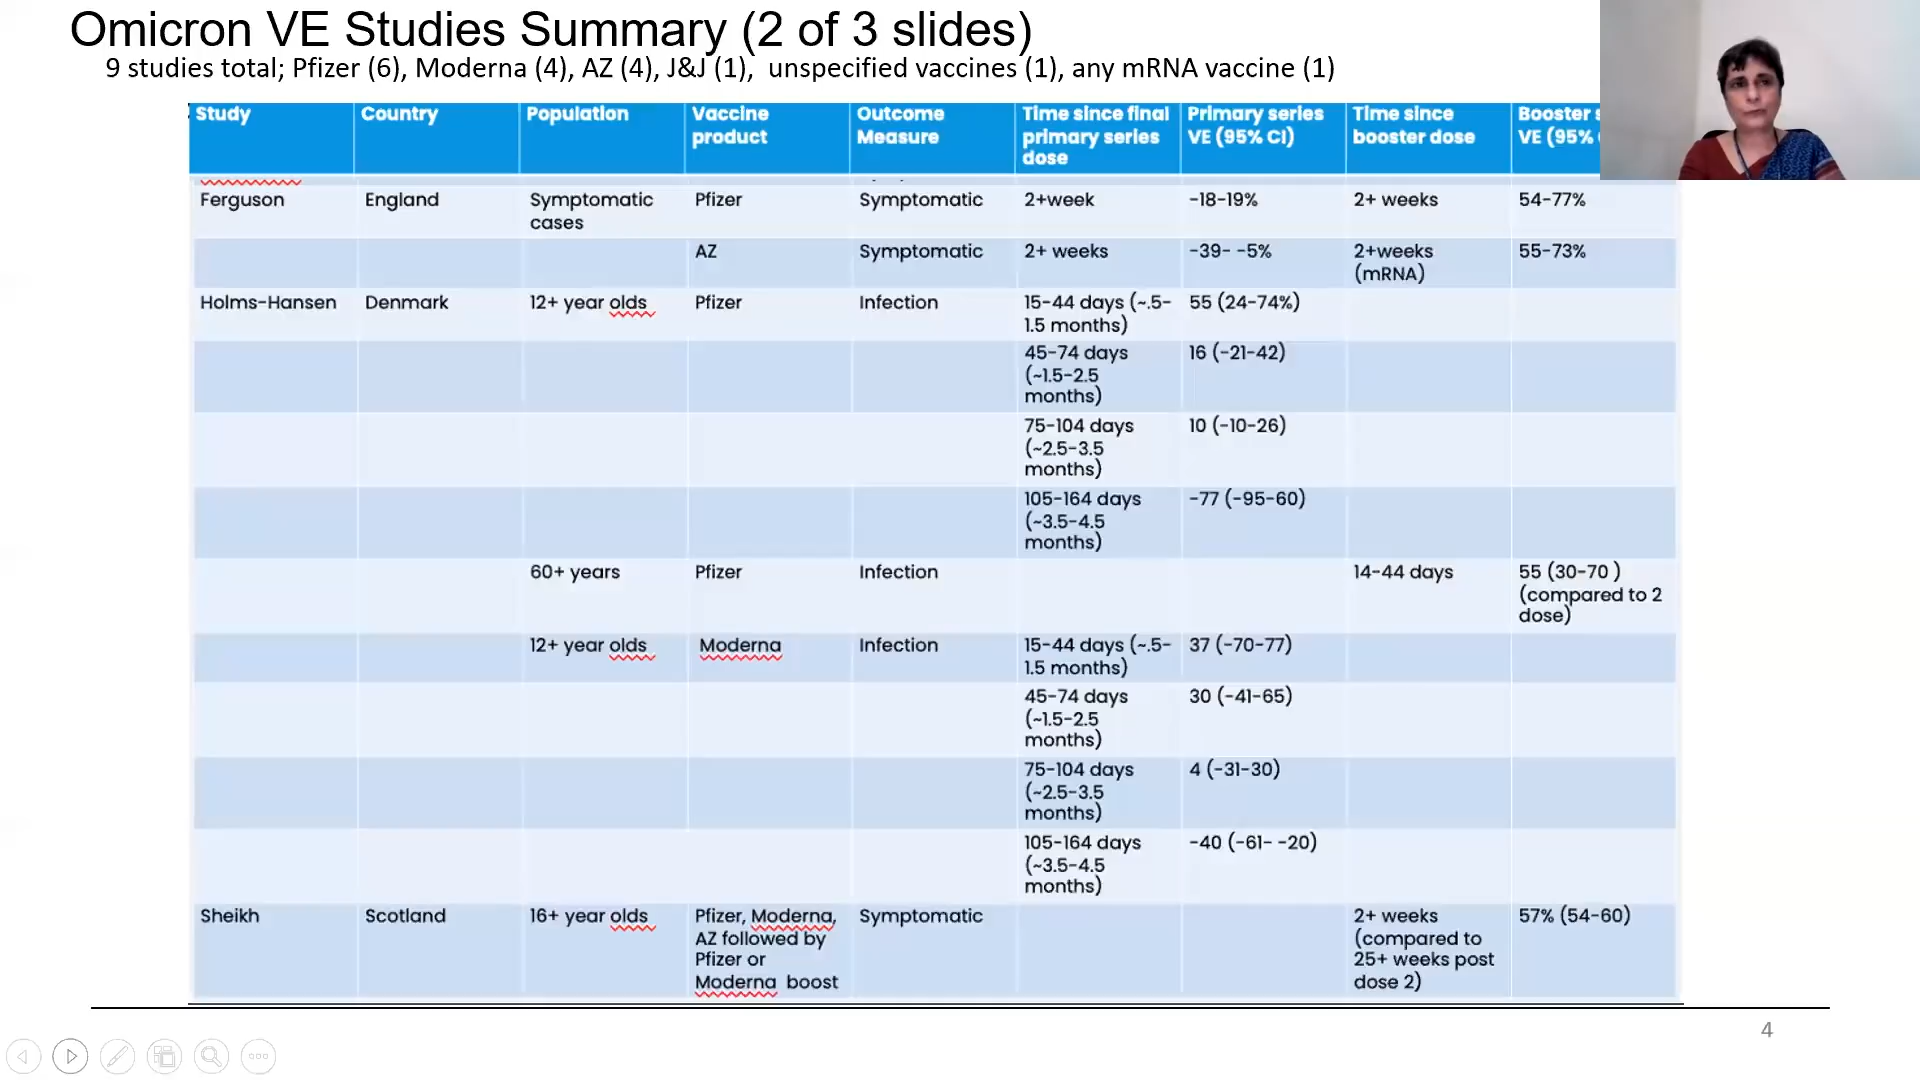 Omicron VE Studies Summary (2 of 3 slides)
9 studies total; Pfizer (6), Moderna (4), AZ (4), J&J (1), unspecified vaccines (1), any mRNA vaccine (1)
Study Country Population Vaccine product Outcome Measure Time since final primary series dose Primary series VE (95% CI) Time since booster dose Booster VE (95%
Ferguson England Symptomatic cases Pfizer Symptomatic 2+week -18-19% 2+ weeks 54-77%
AZ Symptomatic 2+ weeks -39- -5% 2+weeks (mRNA) 55-73%
Holms-Hansen Denmark 12+ year olds Pfizer Infection 15-44 days (~.5-1.5 months) 55 (24-74%)
45-74 days (~1.5-2.5 months) 16 (-21-42)
75-104 days (~2.5-3.5 months) 10 (-10-26)
105-164 days (~3.5-4.5 months) -77 (-95-60)
60+ years Pfizer Infection 14-44 days 55 (30-70 ) (compared to 2 dose)
12+ year olds Moderna Infection 15-44 days (~.5-1.5 months) 37 (-70-77)
45-74 days (~1.5-2.5 months) 30 (-41-65)
75-104 days (~2.5-3.5 months) 4 (-31-30)
105-164 days (~3.5-4.5 months) -40 (-61- -20)
Sheikh Scotland 16+ year olds Pfizer, Moderna, AZ followed by Pfizer or Moderna boost Symptomatic 2+ weeks (compared to 25+ weeks post dose 2) 57% (54-60)
4